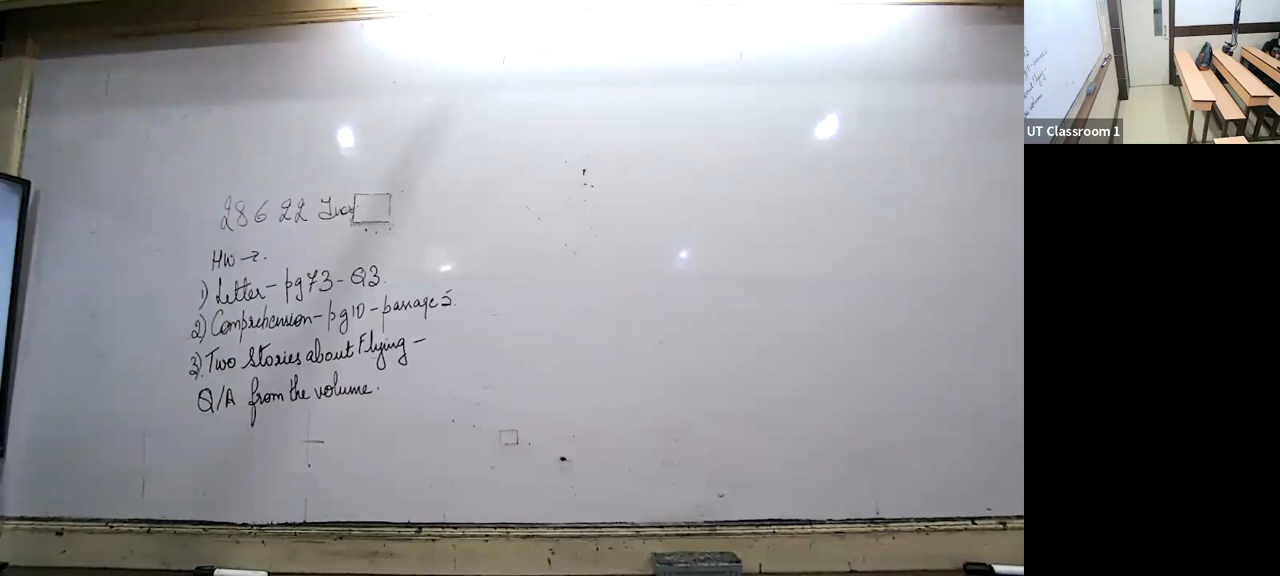 28 6 22
HW →.
1) Letter - pg 73 - Q3.
2) Comprehension - pg 10 - passage 5.
3) Two Stories about Flying -
Q/A from the volume.
UT Classroom 1